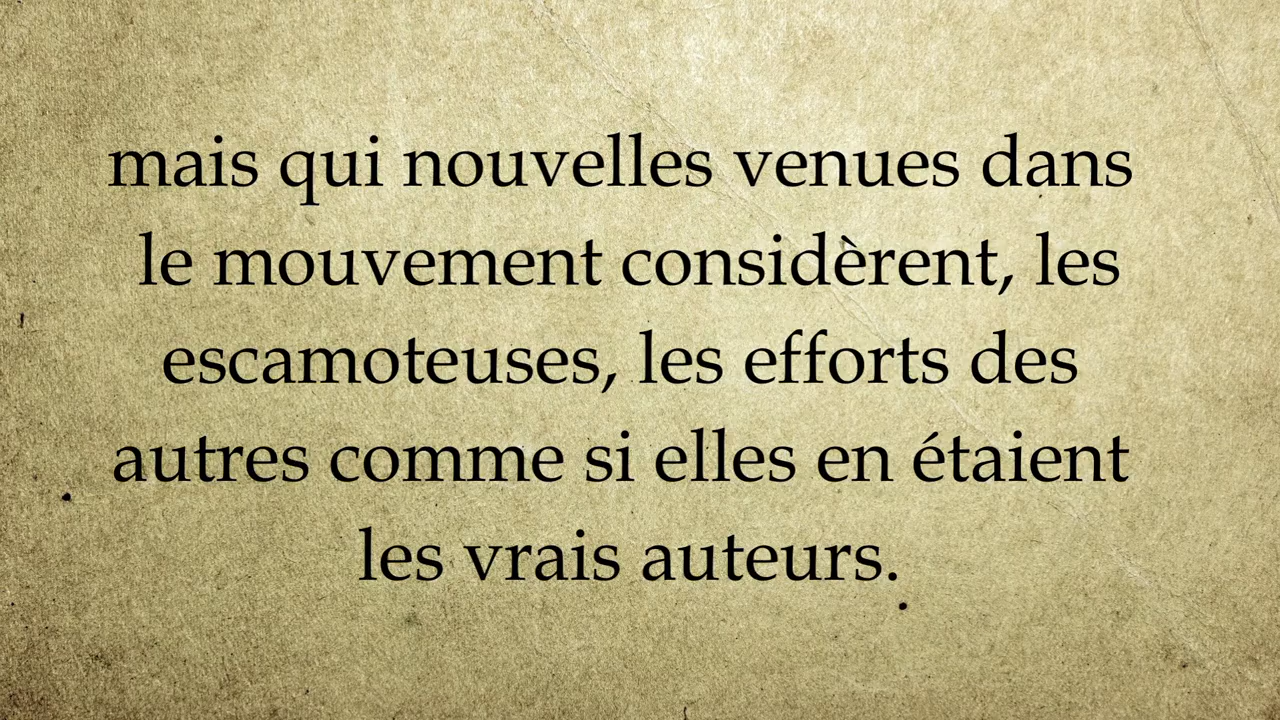 mais qui nouvelles venues dans
le mouvement considèrent, les
escamoteuses, les efforts des
autres comme si elles en étaient
les vrais auteurs.